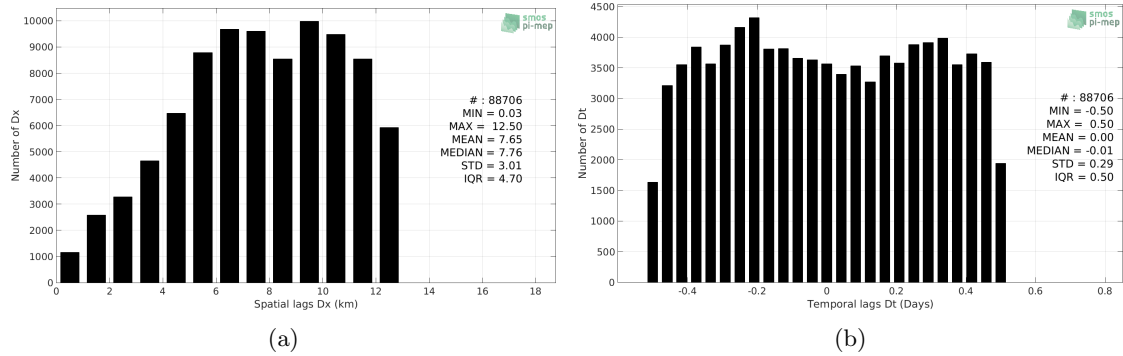 10000
9000
8000
7000
6000
5000
4000
3000
2000
1000
0
Number of Dx
0 2 4 6 8 10 12 14 16 18
Spatial lags Dx (km)
smos
pi-mep
# : 88706
MIN = 0.03
MAX = 12.50
MEAN = 7.65
MEDIAN = 7.76
STD = 3.01
IQR = 4.70
(a)
4500
4000
3500
3000
2500
2000
1500
1000
500
0
Number of Dt
-0.4 -0.2 0 0.2 0.4 0.6 0.8
Temporal lags Dt (Days)
smos
pi-mep
# : 88706
MIN = -0.50
MAX = 0.50
MEAN = 0.00
MEDIAN = -0.01
STD = 0.29
IQR = 0.50
(b)